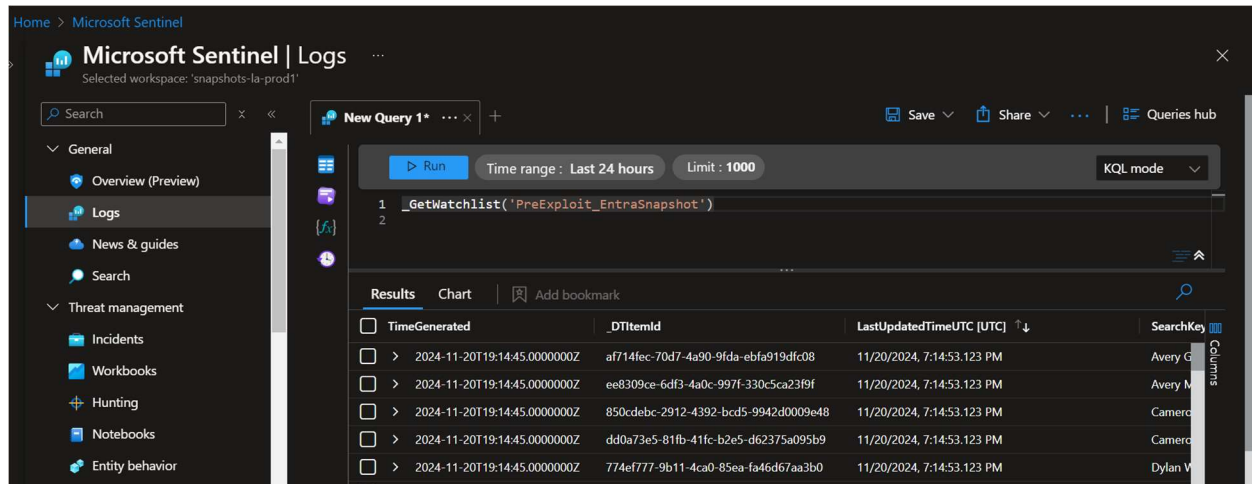 Home > Microsoft Sentinel
Microsoft Sentinel | Logs ...
Selected workspace: 'snapshots-la-prod1'
Search
General
Overview (Preview)
Logs
News & guides
Search
Threat management
Incidents
Workbooks
Hunting
Notebooks
Entity behavior
New Query 1* ...
Save
Share
...
Queries hub
Run
Time range : Last 24 hours
Limit : 1000
KQL mode
1 _GetWatchlist('PreExploit_EntraSnapshot')
2
{fx}
Results Chart Add bookmark
TimeGenerated _DTItemId LastUpdatedTimeUTC [UTC] SearchKey
2024-11-20T19:14:45.0000000Z af714fec-70d7-4a90-9fda-ebfa919dfc08 11/20/2024, 7:14:53.123 PM Avery G
2024-11-20T19:14:45.0000000Z ee8309ce-6df3-4a0c-997f-330c5ca23f9f 11/20/2024, 7:14:53.123 PM Avery M
2024-11-20T19:14:45.0000000Z 850cdebc-2912-4392-bcd5-9942d0009e48 11/20/2024, 7:14:53.123 PM Camero
2024-11-20T19:14:45.0000000Z dd0a73e5-81fb-41fc-b2e5-d62375a095b9 11/20/2024, 7:14:53.123 PM Camero
2024-11-20T19:14:45.0000000Z 774ef777-9b11-4ca0-85ea-fa46d67aa3b0 11/20/2024, 7:14:53.123 PM Dylan W
Columns